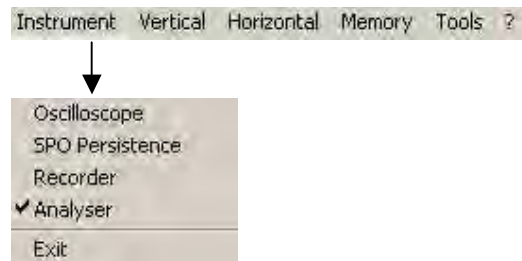 Instrument Vertical Horizontal Memory Tools ?
Oscilloscope
SPO Persistence
Recorder
Analyser
Exit